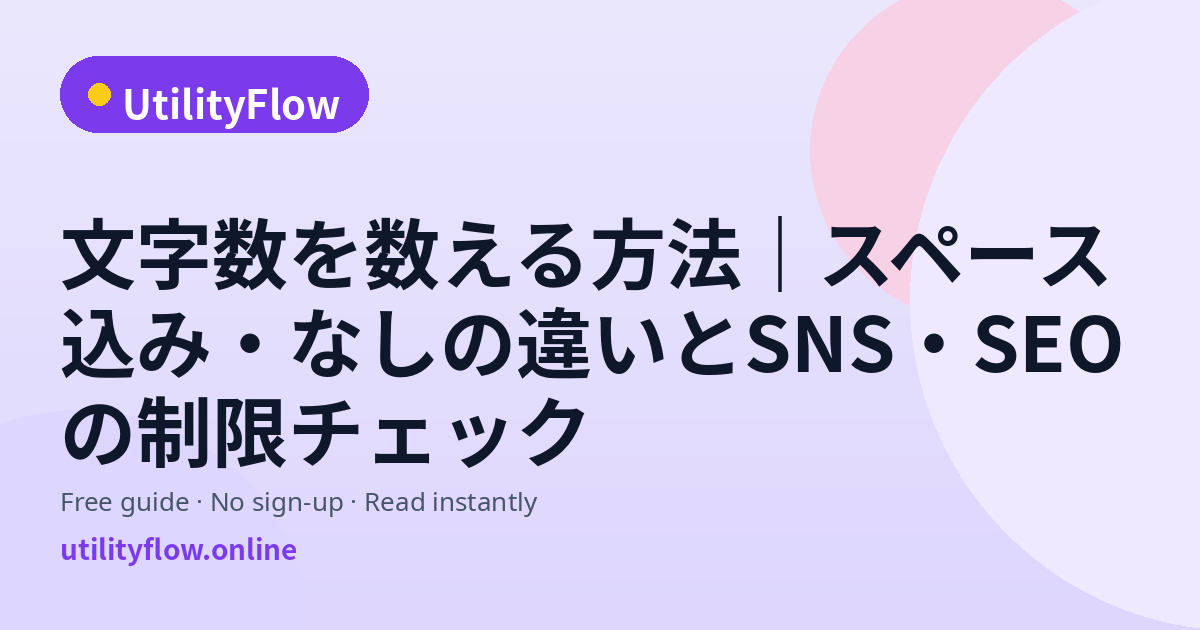 UtilityFlow
文字数を数える方法｜スペース
込み・なしの違いとSNS・SEO
の制限チェック
Free guide · No sign-up · Read instantly
utilityflow.online